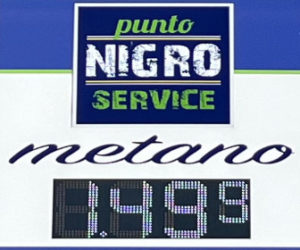 punto
NIGRO
SERVICE
metano
1.499